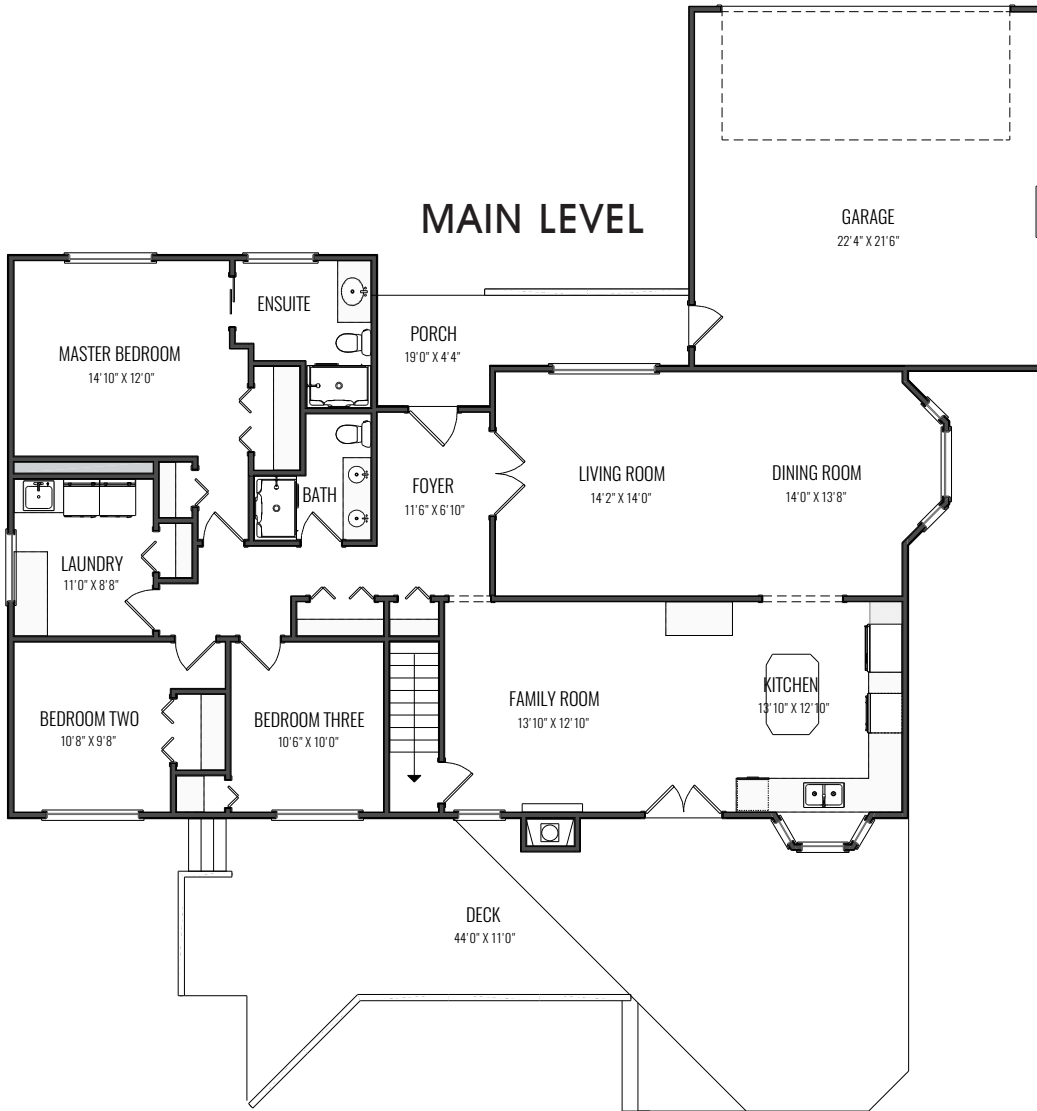 MAIN LEVEL
GARAGE
22'4" X 21'6"
ENSUITE
PORCH
19'0" X 4'4"
MASTER BEDROOM
14'10" X 12'0"
LIVING ROOM
14'2" X 14'0"
DINING ROOM
14'0" X 13'8"
FOYER
11'6" X 6'10"
BATH
LAUNDRY
11'0" X 8'8"
KITCHEN
13'10" X 12'10"
FAMILY ROOM
13'10" X 12'10"
BEDROOM TWO
10'8" X 9'8"
BEDROOM THREE
10'6" X 10'0"
DECK
44'0" X 11'0"